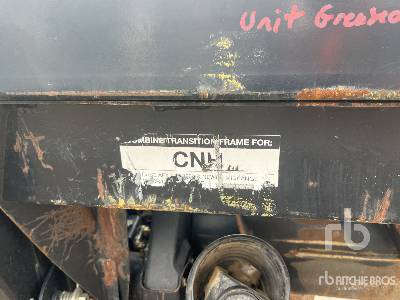 Unit Greased
COMBINE TRANSITION FRAME FOR:
CNH
rb
RITCHIE BROS.